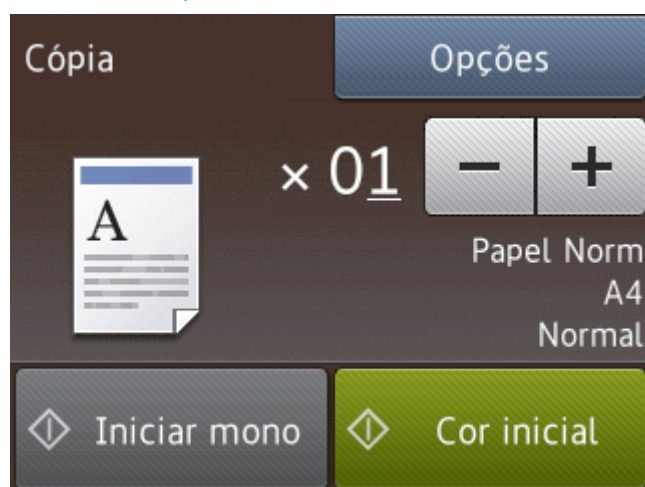 Cópia
Opções
× 01
− +
A
Papel Norm
A4
Normal
Iniciar mono
Cor inicial